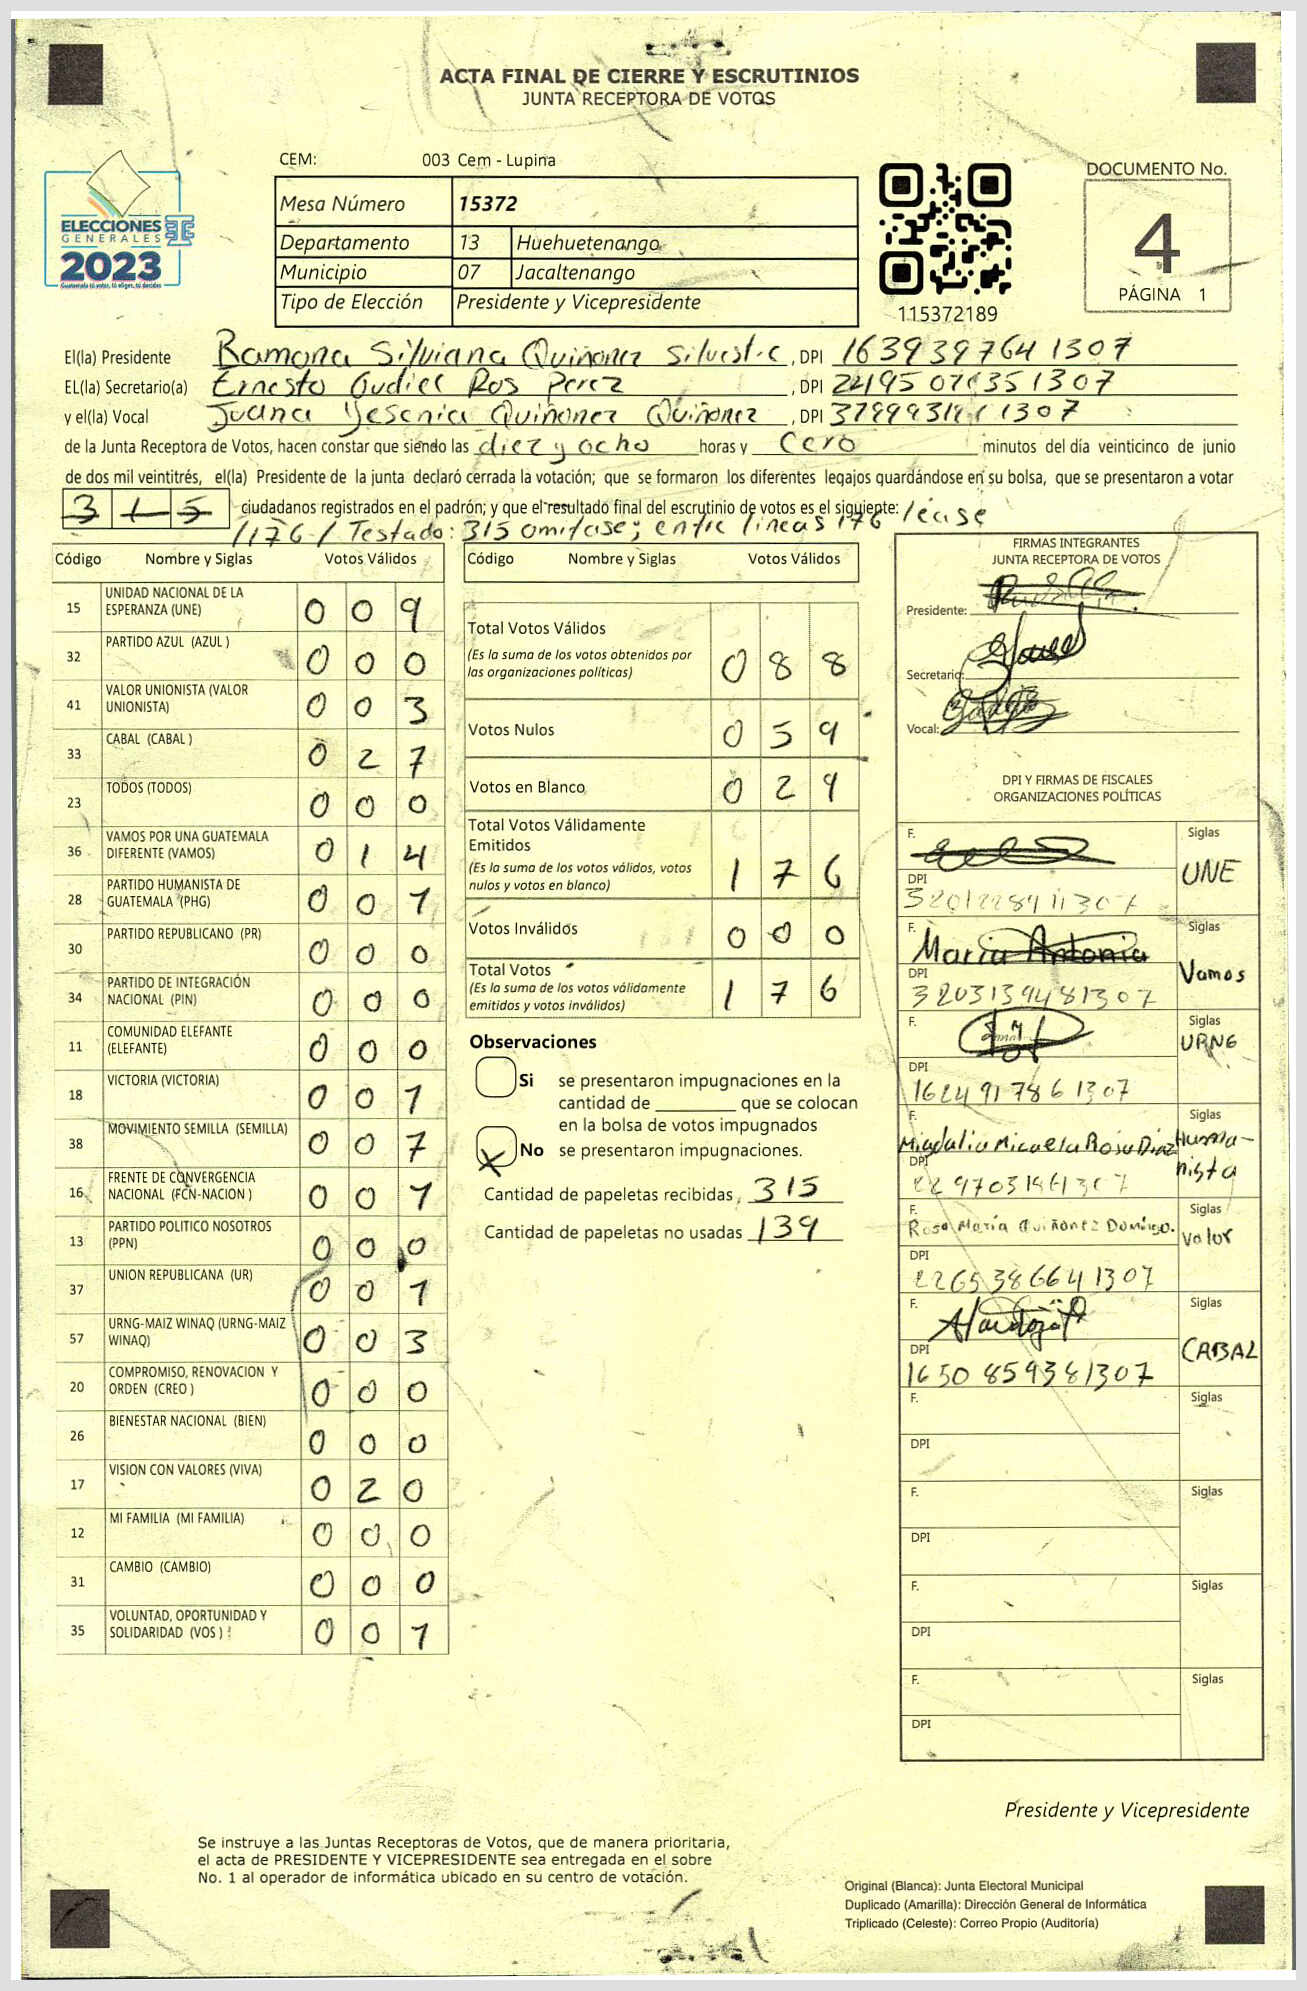 ACTA FINAL DE CIERRE Y ESCRUTINIOS
JUNTA RECEPTORA DE VOTOS
CEM: 003 Cem - Lupina
ELECCIONES
GENERALES
2023
Guatemala tú votas, tú eliges, tú decides
Mesa Número 15372
Departamento 13 Huehuetenango
Municipio 07 Jacaltenango
Tipo de Elección Presidente y Vicepresidente
115372189
DOCUMENTO No.
4
PÁGINA 1
El(la) Presidente Ramona Silviana Quiñonez Silvestre, DPI 1639397641307
EL(la) Secretario(a) Ernesto Gudiel Ros Perez, DPI
y el(la) Vocal Juana Yesenia Quiñonez Quiñonez, DPI
de la Junta Receptora de Votos, hacen constar que siendo las diez y ocho horas y cero minutos del día veinticinco de junio
de dos mil veintitrés, el(la) Presidente de la junta declaró cerrada la votación; que se formaron los diferentes legajos guardándose en su bolsa, que se presentaron a votar
315 ciudadanos registrados en el padrón; y que el resultado final del escrutinio de votos es el siguiente:
/176/ Testado: 315 omitase; entre lineas 176 léase
Código Nombre y Siglas Votos Válidos
15 UNIDAD NACIONAL DE LA ESPERANZA (UNE) 0 0 9
32 PARTIDO AZUL (AZUL ) 0 0 0
41 VALOR UNIONISTA (VALOR UNIONISTA) 0 0 3
33 CABAL (CABAL ) 0 2 7
23 TODOS (TODOS) 0 0 0
36 VAMOS POR UNA GUATEMALA DIFERENTE (VAMOS) 0 1 4
28 PARTIDO HUMANISTA DE GUATEMALA (PHG) 0 0 1
30 PARTIDO REPUBLICANO (PR) 0 0 0
34 PARTIDO DE INTEGRACIÓN NACIONAL (PIN) 0 0 0
11 COMUNIDAD ELEFANTE (ELEFANTE) 0 0 0
18 VICTORIA (VICTORIA) 0 0 1
38 MOVIMIENTO SEMILLA (SEMILLA) 0 0 7
16 FRENTE DE CONVERGENCIA NACIONAL (FCN-NACION ) 0 0 1
13 PARTIDO POLITICO NOSOTROS (PPN) 0 0 0
37 UNION REPUBLICANA (UR) 0 0 1
57 URNG-MAIZ WINAQ (URNG-MAIZ WINAQ) 0 0 3
20 COMPROMISO, RENOVACION Y ORDEN (CREO ) 0 0 0
26 BIENESTAR NACIONAL (BIEN) 0 0 0
17 VISION CON VALORES (VIVA) 0 2 0
12 MI FAMILIA (MI FAMILIA) 0 0 0
31 CAMBIO (CAMBIO) 0 0 0
35 VOLUNTAD, OPORTUNIDAD Y SOLIDARIDAD (VOS ) 0 0 1
Código Nombre y Siglas Votos Válidos
Total Votos Válidos 0 8 8
(Es la suma de los votos obtenidos por
las organizaciones políticas)
Votos Nulos 0 5 9
Votos en Blanco 0 2 9
Total Votos Válidamente
Emitidos 1 7 6
(Es la suma de los votos válidos, votos
nulos y votos en blanco)
Votos Inválidos 0 0 0
Total Votos 1 7 6
(Es la suma de los votos válidamente
emitidos y votos inválidos)
Observaciones
Si se presentaron impugnaciones en la
cantidad de ________ que se colocan
en la bolsa de votos impugnados
X No se presentaron impugnaciones.
Cantidad de papeletas recibidas 315
Cantidad de papeletas no usadas 139
FIRMAS INTEGRANTES
JUNTA RECEPTORA DE VOTOS
Presidente:
Secretario:
Vocal:
DPI Y FIRMAS DE FISCALES
ORGANIZACIONES POLÍTICAS
F. Siglas
UNE
DPI
F. Maria Antonia Siglas
Vamos
DPI
3203139481307
F. Siglas
URNG
DPI
1624917861307
F. Migdalia Micaela Rosa Diaz Siglas
Humanista
DPI
F. Rosa María Quiñonez Domingo. Siglas
Valor
DPI
2265386641307
F. Siglas
CABAL
DPI
1650859381307
F. Siglas
DPI
F. Siglas
DPI
F. Siglas
DPI
F. Siglas
DPI
Presidente y Vicepresidente
Se instruye a las Juntas Receptoras de Votos, que de manera prioritaria,
el acta de PRESIDENTE Y VICEPRESIDENTE sea entregada en el sobre
No. 1 al operador de informática ubicado en su centro de votación.
Original (Blanca): Junta Electoral Municipal
Duplicado (Amarilla): Dirección General de Informática
Triplicado (Celeste): Correo Propio (Auditoría)